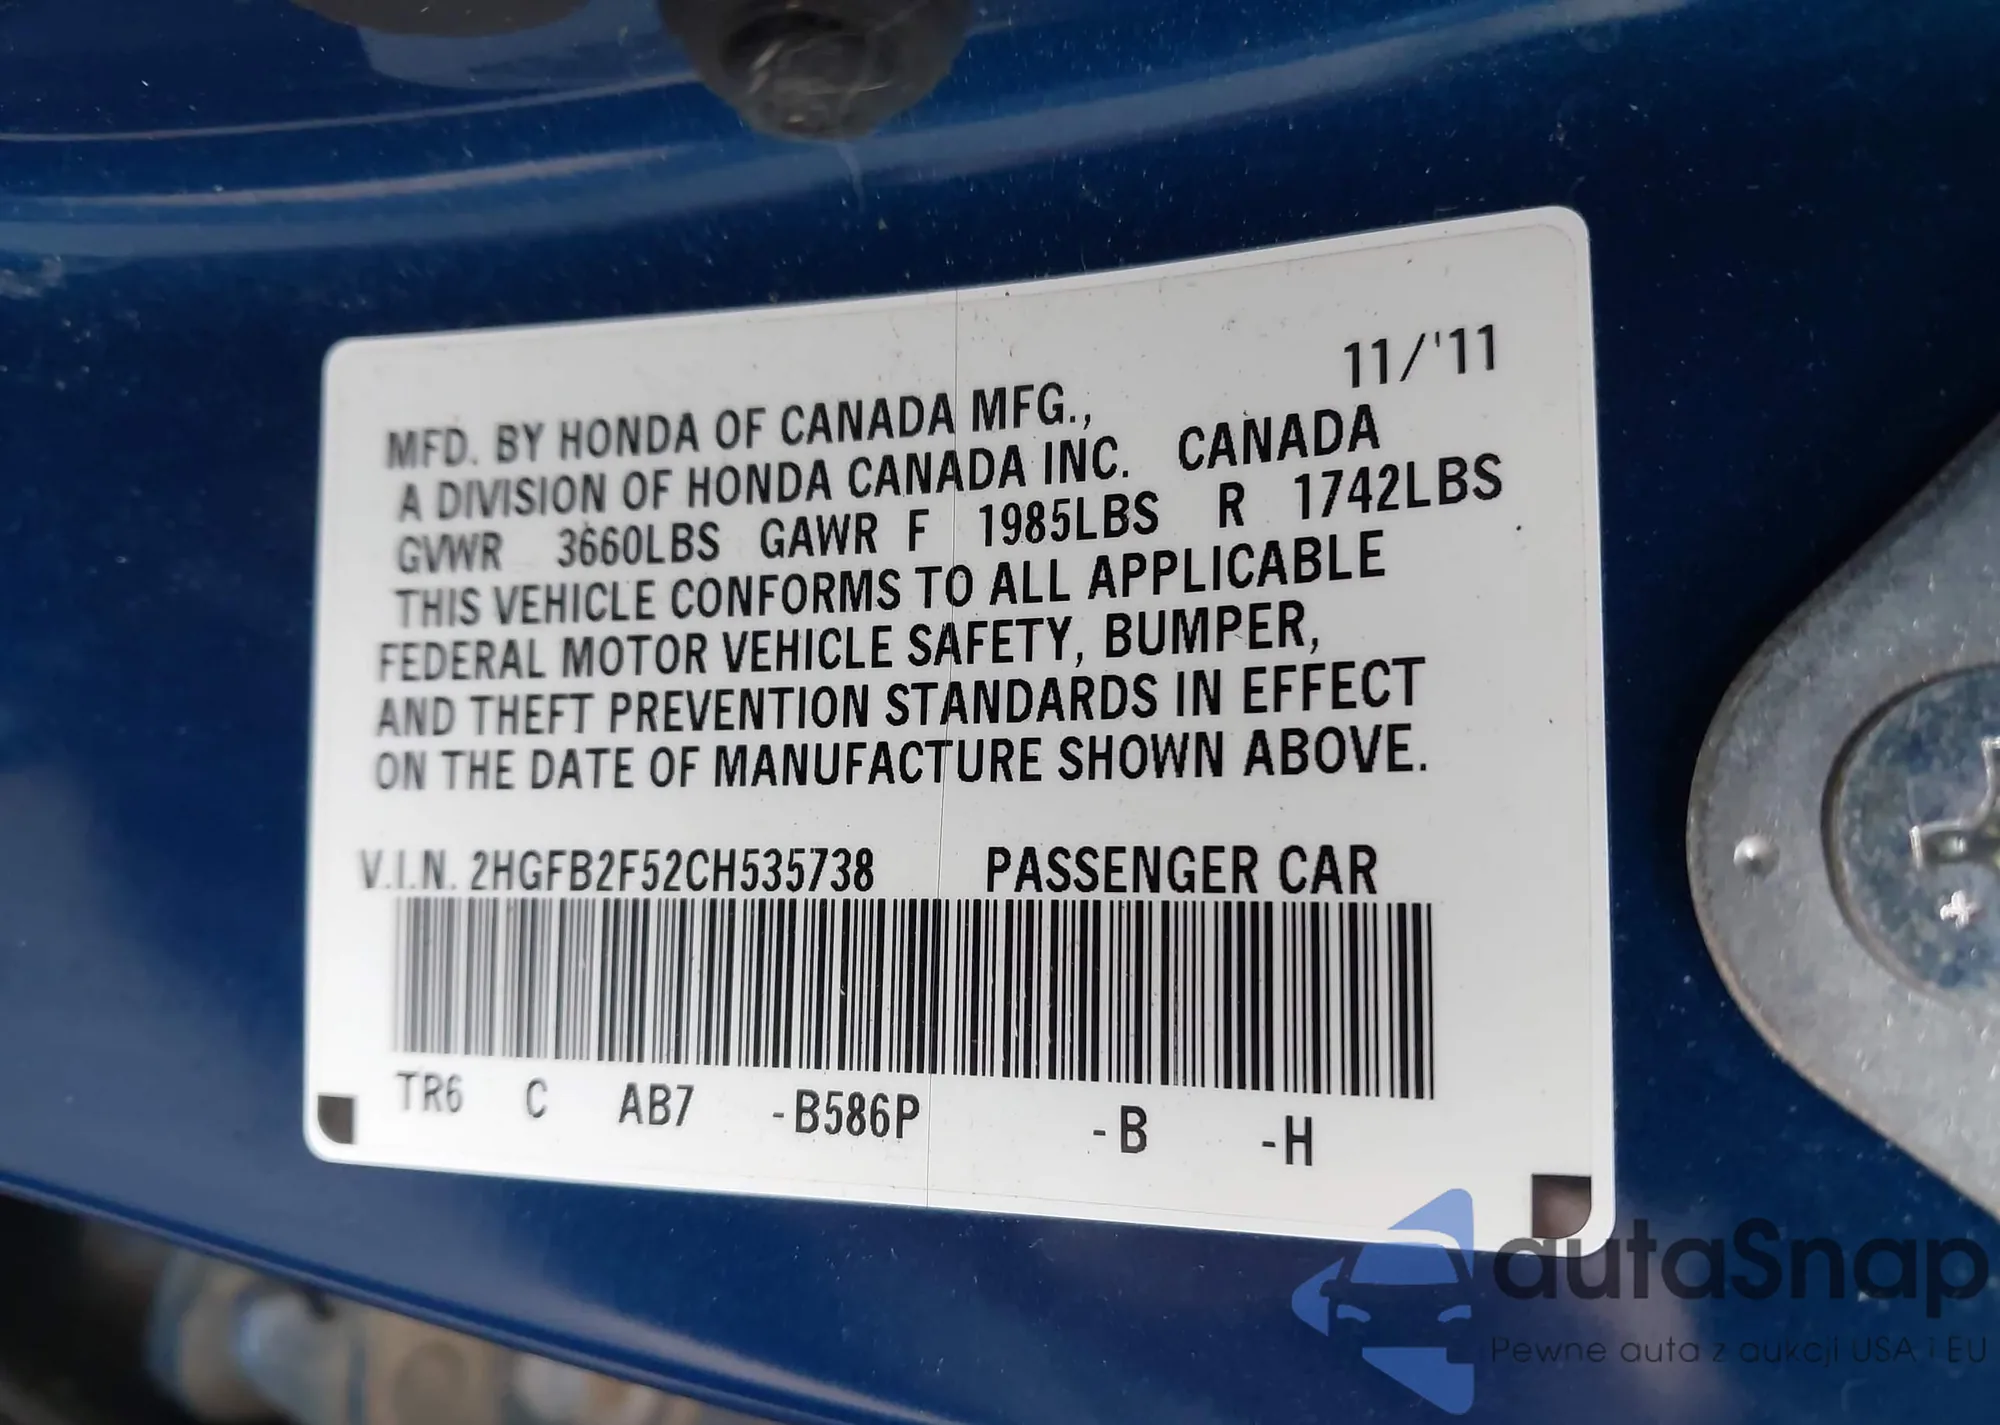 11/'11
MFD. BY HONDA OF CANADA MFG.,
A DIVISION OF HONDA CANADA INC. CANADA
GVWR 3660LBS GAWR F 1985LBS R 1742LBS
THIS VEHICLE CONFORMS TO ALL APPLICABLE
FEDERAL MOTOR VEHICLE SAFETY, BUMPER,
AND THEFT PREVENTION STANDARDS IN EFFECT
ON THE DATE OF MANUFACTURE SHOWN ABOVE.
V.I.N. 2HGFB2F52CH535738 PASSENGER CAR
TR6 C AB7 -B586P -B -H
autaSnap
Pewne auta z aukcji USA i EU